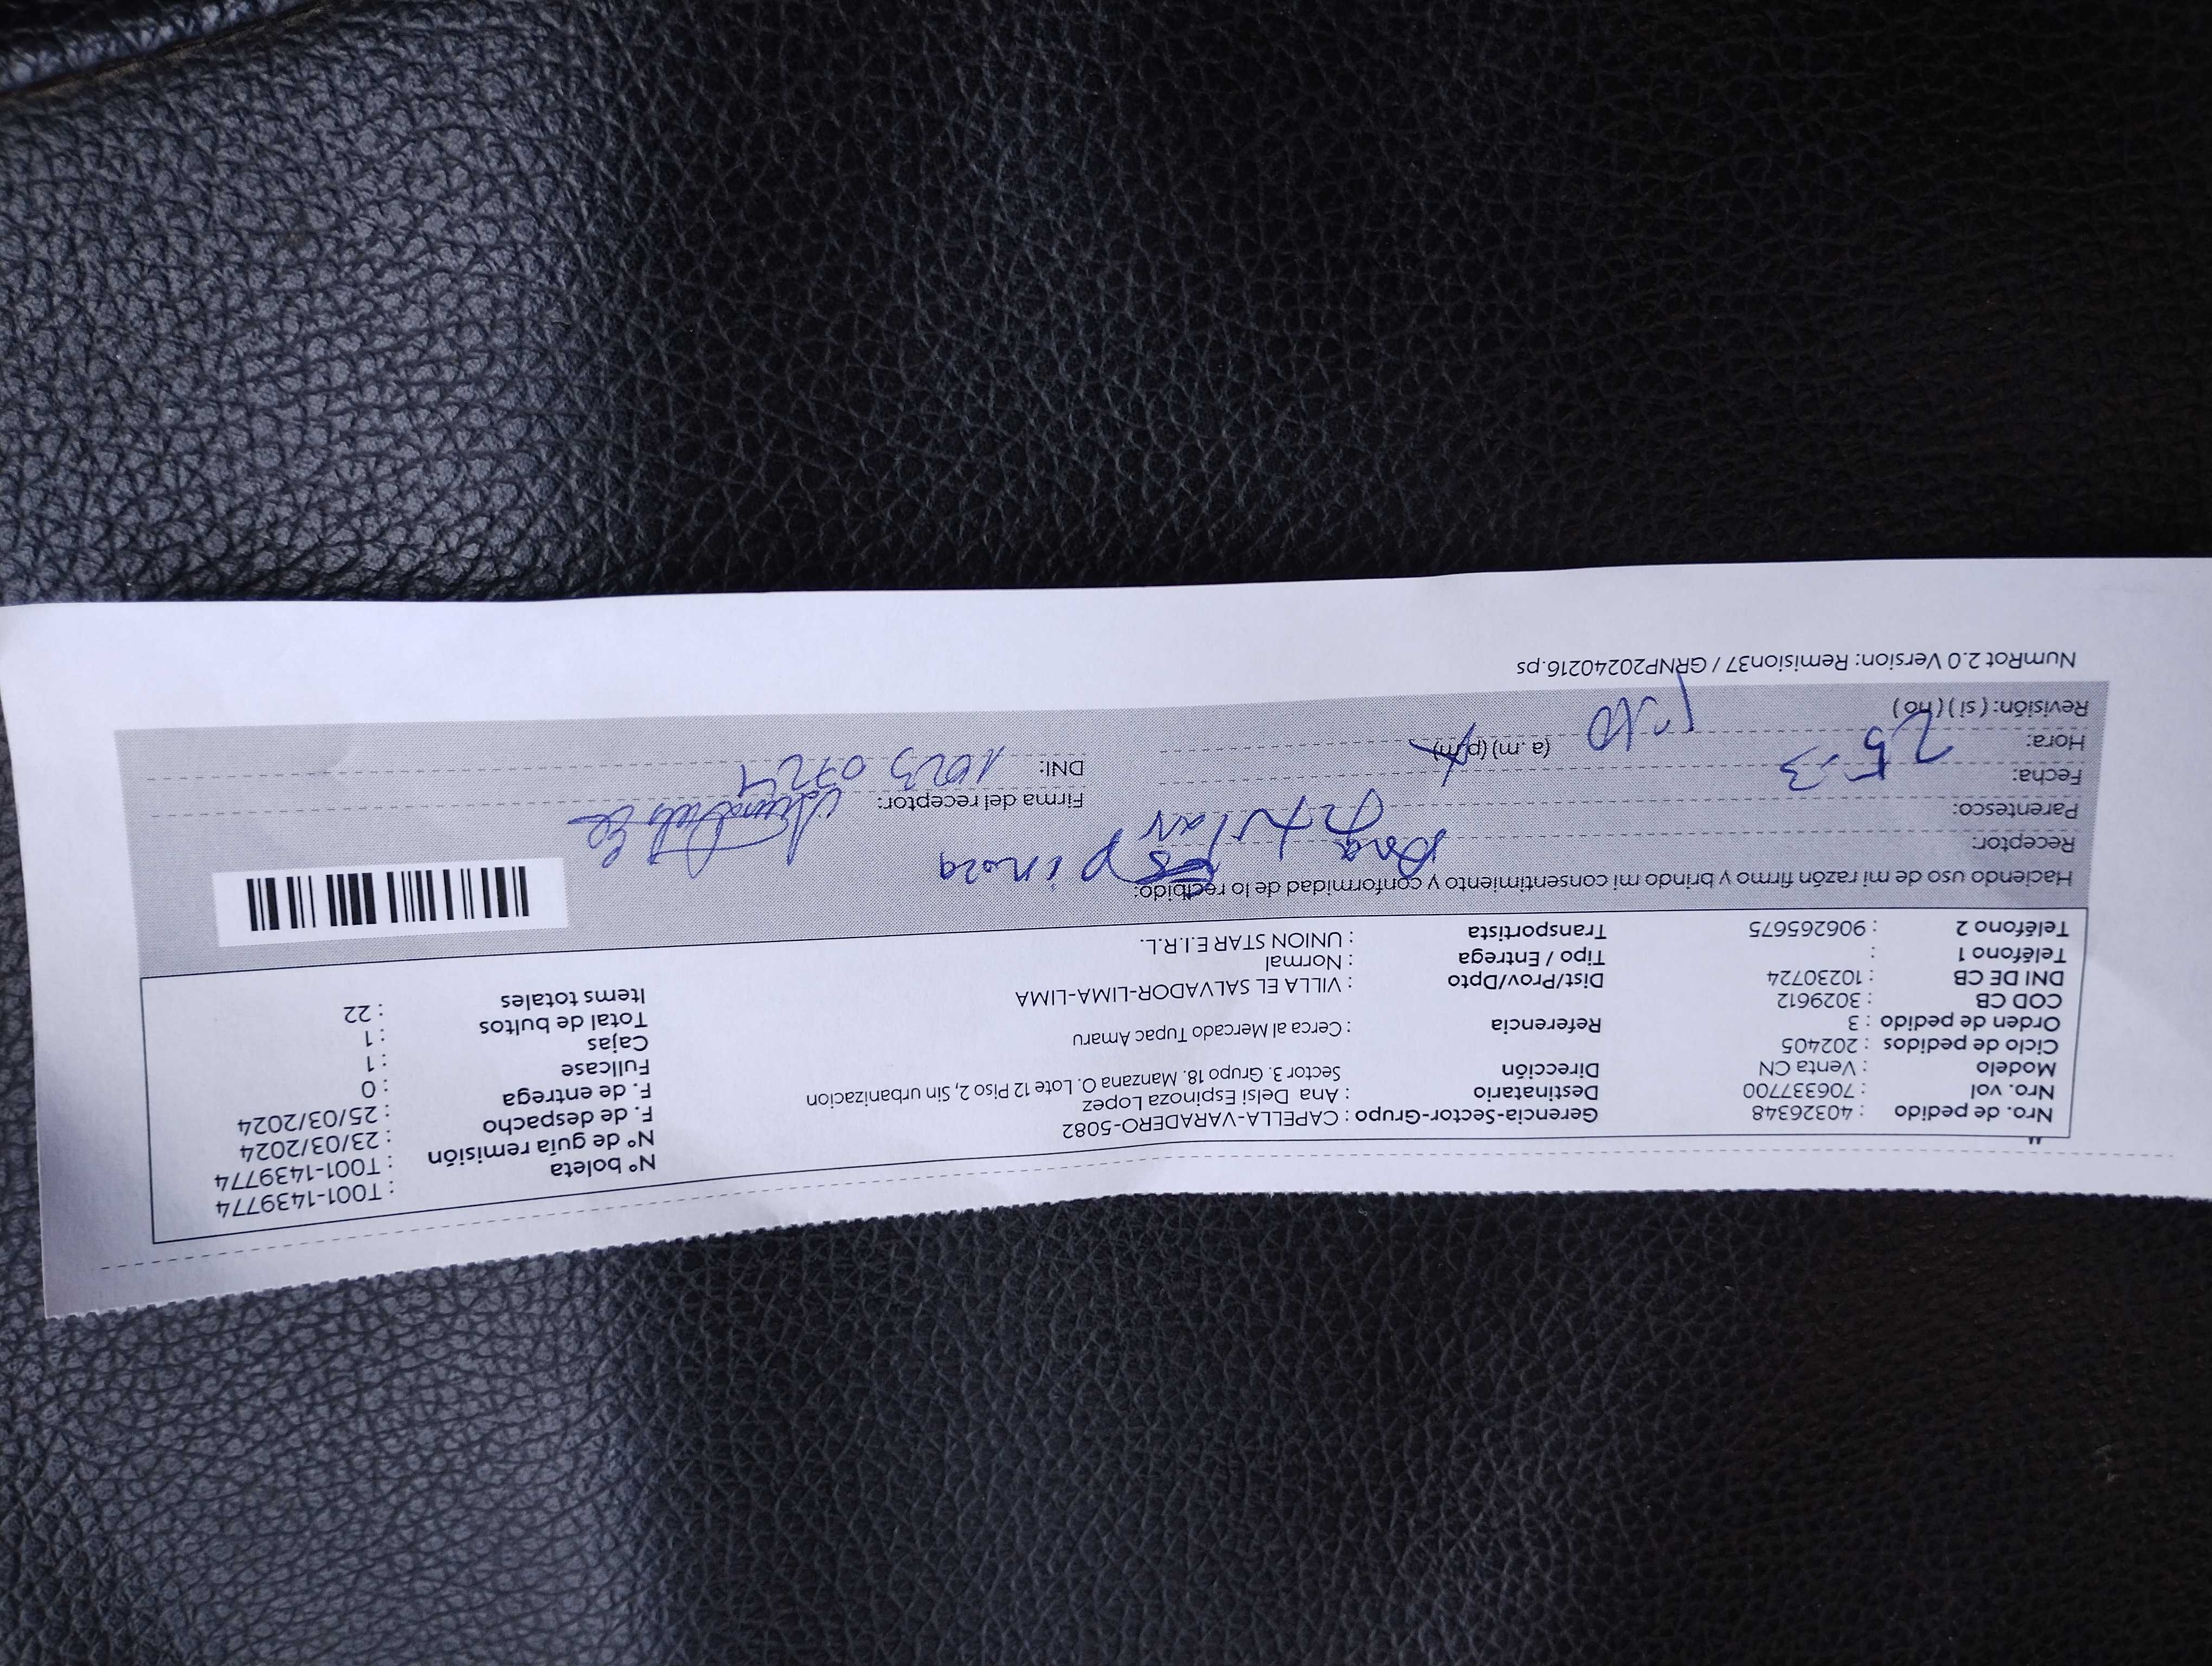 Nro. de pedido : 40326348
Nro. vol : 706337700
Modelo : Venta CN
Ciclo de pedidos : 202405
Orden de pedido : 3
COD CB : 3029612
DNI DE CB : 10230724
Teléfono 1 :
Teléfono 2 : 906265675
Gerencia-Sector-Grupo : CAPELLA-VARADERO-5082
Destinatario : Ana Delsi Espinoza Lopez
Dirección Sector 3. Grupo 18. Manzana O. Lote 12 Piso 2, Sin urbanizacion
Referencia : Cerca al Mercado Tupac Amaru
Dist/Prov/Dpto : VILLA EL SALVADOR-LIMA-LIMA
Tipo / Entrega : Normal
Transportista : UNION STAR E.I.R.L.
N° boleta : T001-1439774
N° de guía remisión : T001-1439774
F. de despacho : 23/03/2024
F. de entrega : 25/03/2024
Fullcase : 0
Cajas : 1
Total de bultos : 1
Items totales : 22
Haciendo uso de mi razón firmo y brindo mi consentimiento y conformidad de lo recibido:
Receptor: Ana Espinoza
Parentesco: titular
Fecha: 25-3
Hora: (a. m) (p. m)
Revisión: ( si ) ( no )
Firma del receptor:
DNI: 10230724
NumRot 2.0 Version: Remision37 / GRNP20240216.ps